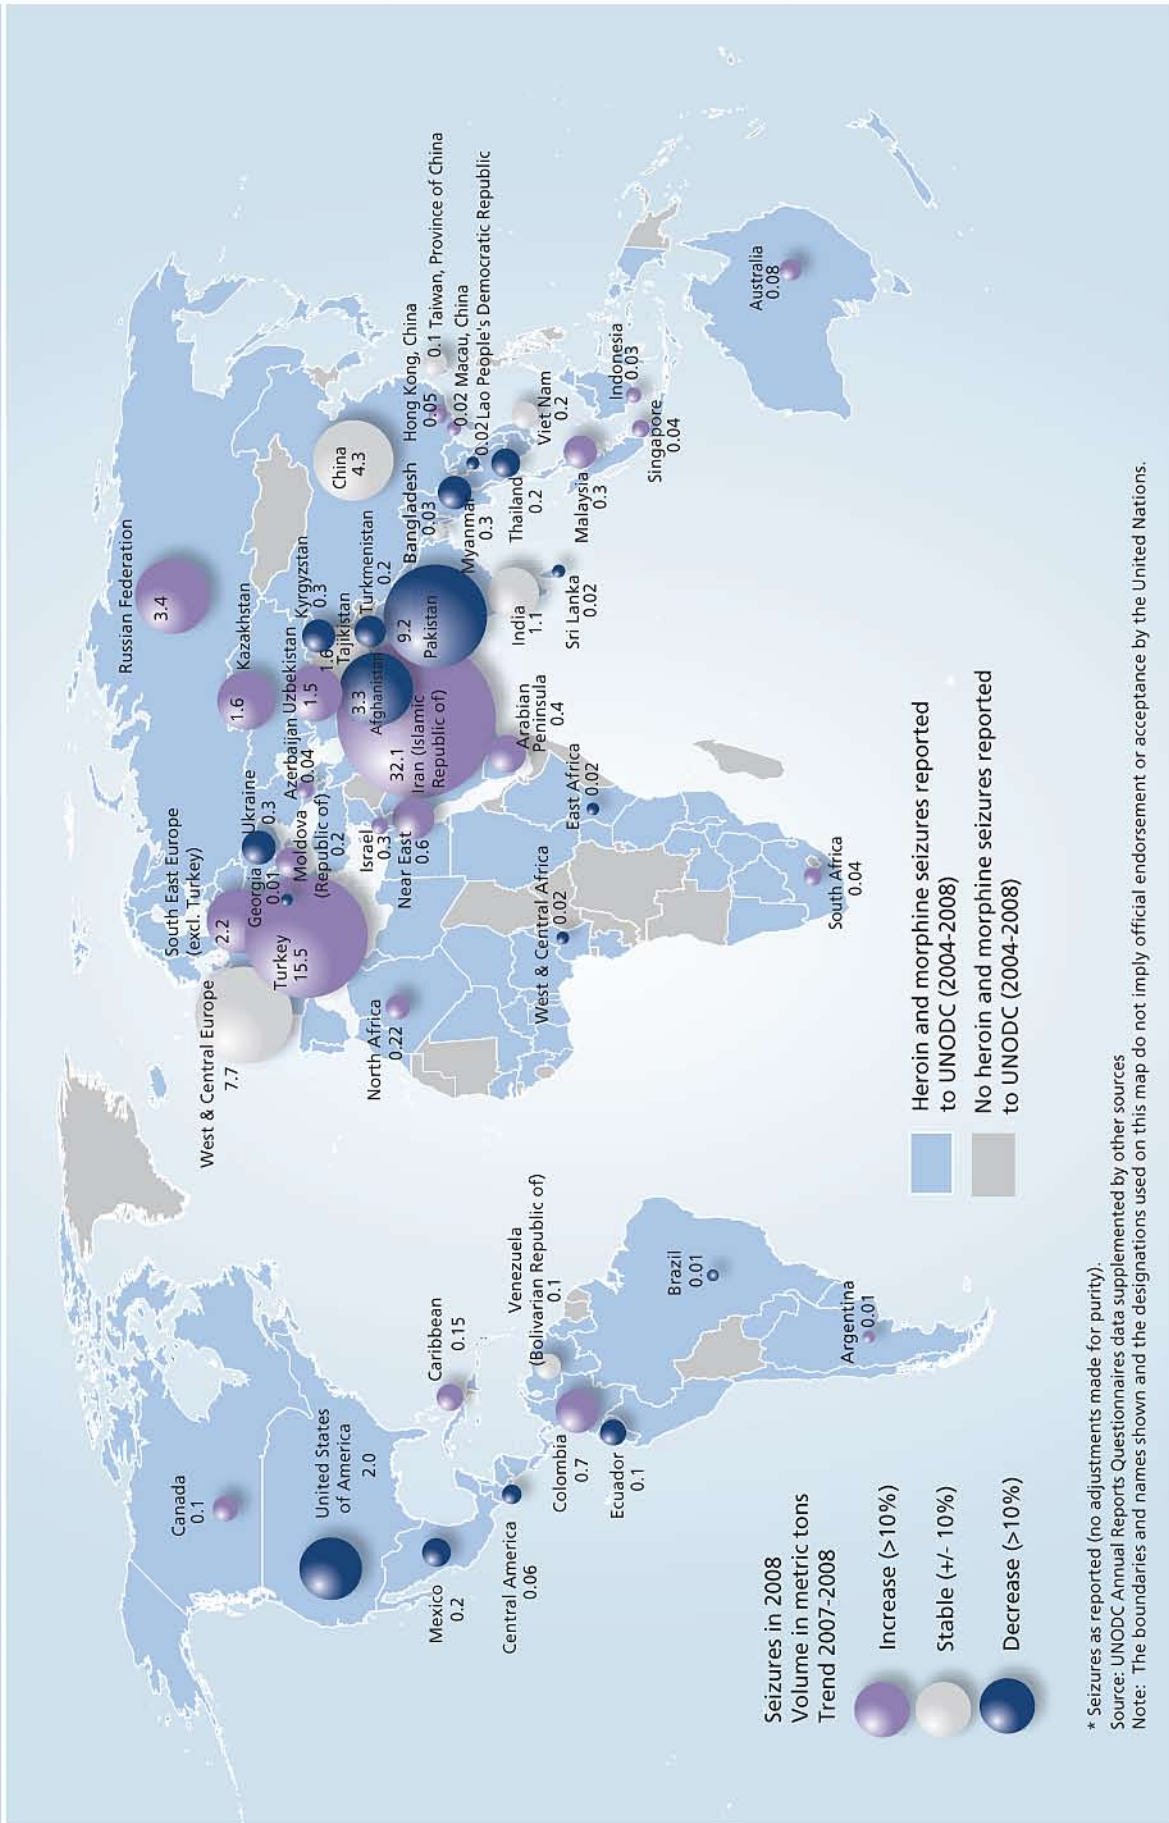 Canada
0.1
United States
of America
2.0
Mexico
0.2
Central America
0.06
Caribbean
0.15
Venezuela
(Bolivarian Republic of)
0.1
Colombia
0.7
Ecuador
0.1
Brazil
0.01
Argentina
0.01
West & Central Europe
7.7
South East Europe
(excl. Turkey)
2.2
Turkey
15.5
Georgia
0.01
Ukraine
0.3
Moldova
(Republic of)
0.2
Azerbaijan
0.04
Russian Federation
3.4
Kazakhstan
1.6
Uzbekistan
1.5
Kyrgyzstan
0.3
Tajikistan
1.6
Turkmenistan
0.2
3.3
Afghanistan
9.2
Pakistan
32.1
Iran (Islamic
Republic of)
Israel
0.3
Near East
0.6
Arabian
Peninsula
0.4
North Africa
0.22
West & Central Africa
0.02
East Africa
0.02
South Africa
0.04
China
4.3
Hong Kong, China
0.05
0.1 Taiwan, Province of China
0.02 Macau, China
0.02 Lao People's Democratic Republic
Bangladesh
0.03
Myanmar
0.3
Thailand
0.2
Viet Nam
0.2
India
1.1
Sri Lanka
0.02
Malaysia
0.3
Singapore
0.04
Indonesia
0.03
Australia
0.08
Seizures in 2008
Volume in metric tons
Trend 2007-2008
Increase (>10%)
Stable (+/- 10%)
Decrease (>10%)
Heroin and morphine seizures reported
to UNODC (2004-2008)
No heroin and morphine seizures reported
to UNODC (2004-2008)
* Seizures as reported (no adjustments made for purity).
Source: UNODC Annual Reports Questionnaires data supplemented by other sources
Note: The boundaries and names shown and the designations used on this map do not imply official endorsement or acceptance by the United Nations.